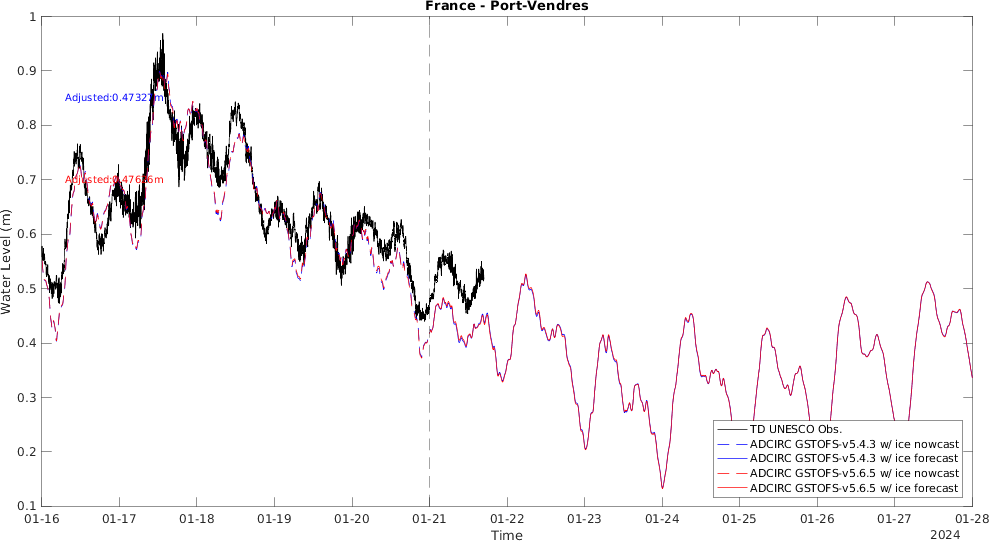 France - Port-Vendres
Water Level (m)
1
0.9
0.8
0.7
0.6
0.5
0.4
0.3
0.2
0.1
Adjusted:0.47327m
Adjusted:0.47636m
TD UNESCO Obs.
ADCIRC GSTOFS-v5.4.3 w/ ice nowcast
ADCIRC GSTOFS-v5.4.3 w/ ice forecast
ADCIRC GSTOFS-v5.6.5 w/ ice nowcast
ADCIRC GSTOFS-v5.6.5 w/ ice forecast
01-16 01-17 01-18 01-19 01-20 01-21 01-22 01-23 01-24 01-25 01-26 01-27 01-28
Time
2024